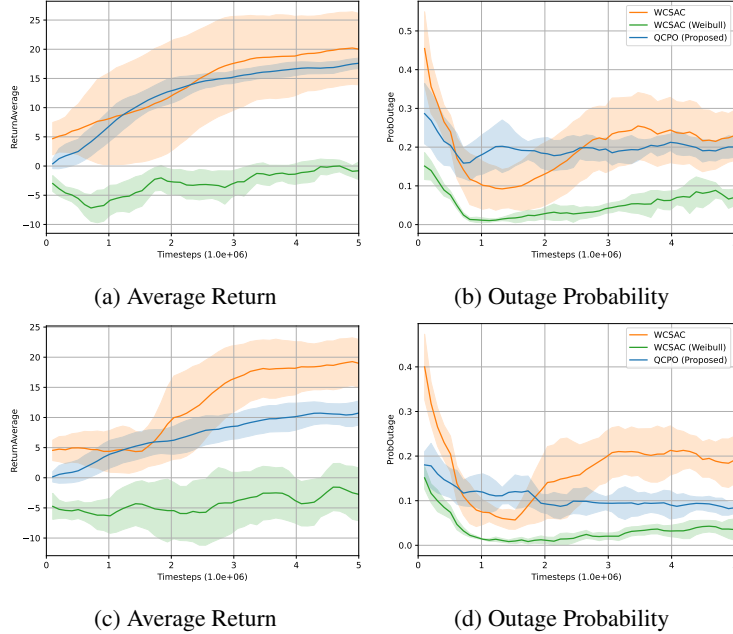 25
20
15
10
5
0
−5
−10
ReturnAverage
0
1
2
3
4
5
Timesteps (1.0e+06)
(a) Average Return
0.5
0.4
0.3
0.2
0.1
0.0
ProbOutage
WCSAC
WCSAC (Weibull)
QCPO (Proposed)
0
1
2
3
4
Timesteps (1.0e+06)
(b) Outage Probability
25
20
15
10
5
0
−5
−10
ReturnAverage
0
1
2
3
4
5
Timesteps (1.0e+06)
(c) Average Return
0.4
0.3
0.2
0.1
0.0
ProbOutage
WCSAC
WCSAC (Weibull)
QCPO (Proposed)
0
1
2
3
4
Timesteps (1.0e+06)
(d) Outage Probability